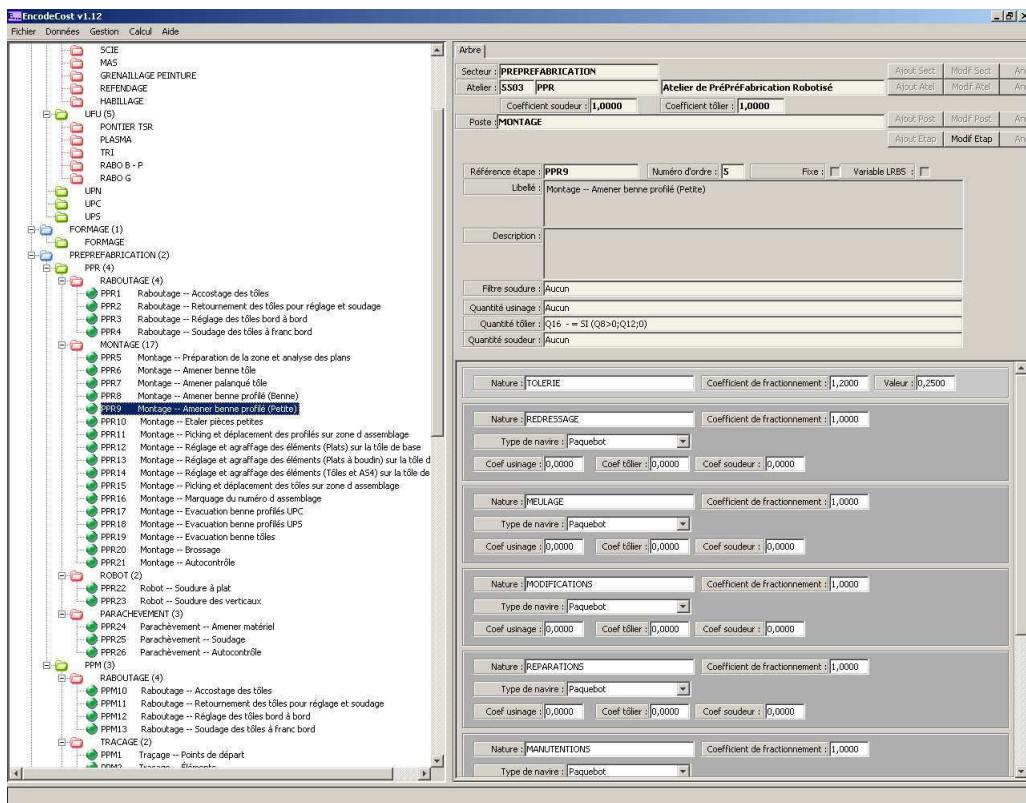 EncodeCost v1.12
Fichier Données Gestion Calcul Aide
SCIE
MAS
GRENAILLAGE PEINTURE
REFENDAGE
HABILLAGE
UFU (5)
PONTIER TSR
PLASMA
TRI
RABO B - P
RABO G
UPN
UPC
UPS
FORMAGE (1)
FORMAGE
PREPREFABRICATION (2)
PPR (4)
RABOUTAGE (4)
PPR1 Raboutage -- Accostage des tôles
PPR2 Raboutage -- Retournement des tôles pour réglage et soudage
PPR3 Raboutage -- Réglage des tôles bord à bord
PPR4 Raboutage -- Soudage des tôles à franc bord
MONTAGE (17)
PPR5 Montage -- Préparation de la zone et analyse des plans
PPR6 Montage -- Amener benne tôle
PPR7 Montage -- Amener palanqué tôle
PPR8 Montage -- Amener benne profilé (Benne)
PPR9 Montage -- Amener benne profilé (Petite)
PPR10 Montage -- Etaler pièces petites
PPR11 Montage -- Picking et déplacement des profilés sur zone d assemblage
PPR12 Montage -- Réglage et agraffage des éléments (Plats) sur la tôle de base
PPR13 Montage -- Réglage et agraffage des éléments (Plats à boudin) sur la tôle d
PPR14 Montage -- Réglage et agraffage des éléments (Tôles et AS4) sur la tôle de
PPR15 Montage -- Picking et déplacement des tôles sur zone d assemblage
PPR16 Montage -- Marquage du numéro d assemblage
PPR17 Montage -- Evacuation benne profilés UPC
PPR18 Montage -- Evacuation benne profilés UPS
PPR19 Montage -- Evacuation benne tôles
PPR20 Montage -- Brossage
PPR21 Montage -- Autocontrôle
ROBOT (2)
PPR22 Robot -- Soudure à plat
PPR23 Robot -- Soudure des verticaux
PARACHEVEMENT (3)
PPR24 Parachèvement -- Amener matériel
PPR25 Parachèvement -- Soudage
PPR26 Parachèvement -- Autocontrôle
PPM (3)
RABOUTAGE (4)
PPM10 Raboutage -- Accostage des tôles
PPM11 Raboutage -- Retournement des tôles pour réglage et soudage
PPM12 Raboutage -- Réglage des tôles bord à bord
PPM13 Raboutage -- Soudage des tôles à franc bord
TRACAGE (2)
PPM1 Traçage -- Points de départ
PPM2 Traçage -- Éléments
Arbre
Secteur : PREPREFABRICATION Ajout Sect Modif Sect An
Atelier : 5503 PPR Atelier de PréPréFabrication Robotisé Ajout Atel Modif Atel An
Coefficient soudeur : 1,0000 Coefficient tôlier : 1,0000
Poste : MONTAGE Ajout Post Modif Post An
Ajout Etap Modif Etap An
Référence étape : PPR9 Numéro d'ordre : 5 Fixe : Variable LRBS :
Libellé : Montage -- Amener benne profilé (Petite)
Description :
Filtre soudure : Aucun
Quantité usinage : Aucun
Quantité tôlier : Q16 - = SI (Q8>0;Q12;0)
Quantité soudeur : Aucun
Nature : TOLERIE Coefficient de fractionnement : 1,2000 Valeur : 0,2500
Nature : REDRESSAGE Coefficient de fractionnement : 1,0000
Type de navire : Paquebot
Coef usinage : 0,0000 Coef tôlier : 0,0000 Coef soudeur : 0,0000
Nature : MEULAGE Coefficient de fractionnement : 1,0000
Type de navire : Paquebot
Coef usinage : 0,0000 Coef tôlier : 0,0000 Coef soudeur : 0,0000
Nature : MODIFICATIONS Coefficient de fractionnement : 1,0000
Type de navire : Paquebot
Coef usinage : 0,0000 Coef tôlier : 0,0000 Coef soudeur : 0,0000
Nature : REPARATIONS Coefficient de fractionnement : 1,0000
Type de navire : Paquebot
Coef usinage : 0,0000 Coef tôlier : 0,0000 Coef soudeur : 0,0000
Nature : MANUTENTIONS Coefficient de fractionnement : 1,0000
Type de navire : Paquebot